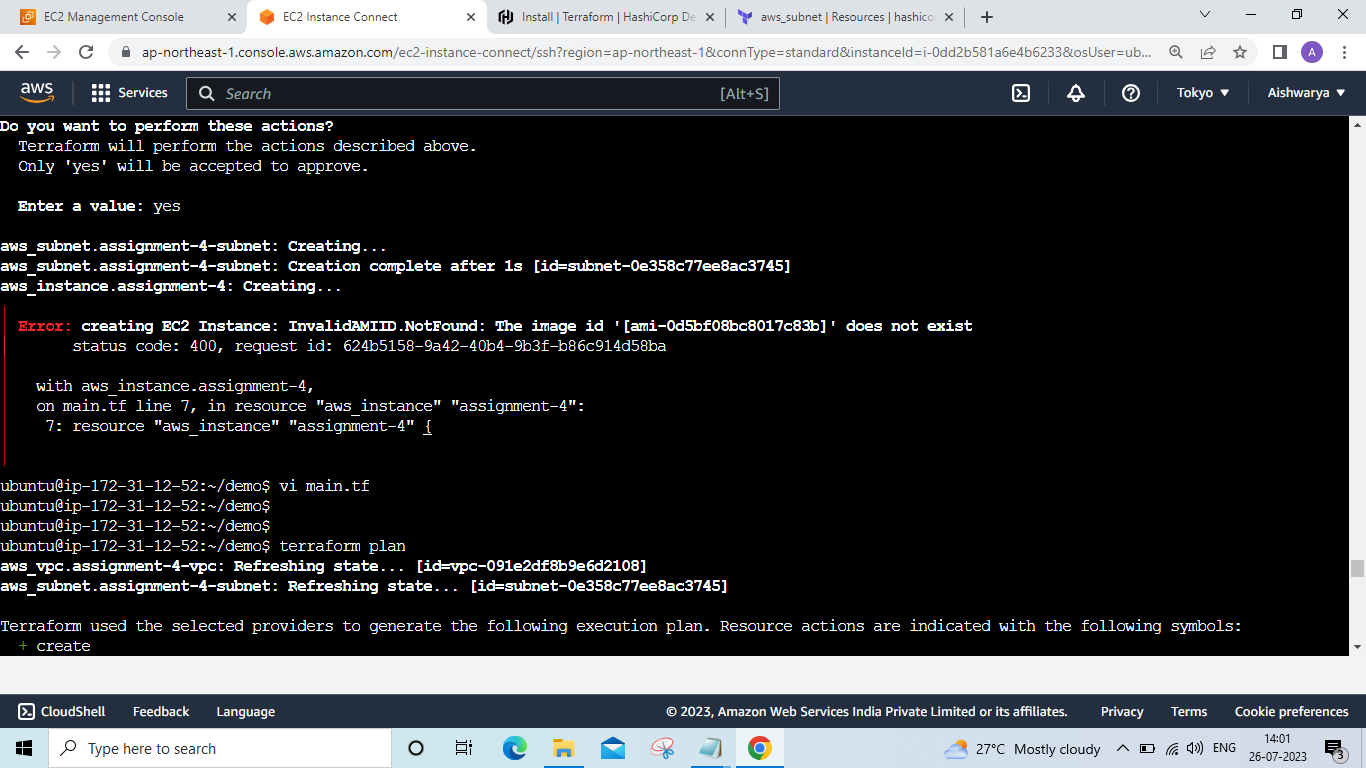 EC2 Management Console
EC2 Instance Connect
Install | Terraform | HashiCorp De
aws_subnet | Resources | hashico
ap-northeast-1.console.aws.amazon.com/ec2-instance-connect/ssh?region=ap-northeast-1&connType=standard&instanceId=i-0dd2b581a6e4b6233&osUser=ub...
A
aws
Services
Search
[Alt+S]
Tokyo
Aishwarya
Do you want to perform these actions?
Terraform will perform the actions described above.
Only 'yes' will be accepted to approve.
Enter a value: yes
aws_subnet.assignment-4-subnet: Creating...
aws_subnet.assignment-4-subnet: Creation complete after 1s [id=subnet-0e358c77ee8ac3745]
aws_instance.assignment-4: Creating...
Error: creating EC2 Instance: InvalidAMIID.NotFound: The image id '[ami-0d5bf08bc8017c83b]' does not exist
status code: 400, request id: 624b5158-9a42-40b4-9b3f-b86c914d58ba
with aws_instance.assignment-4,
on main.tf line 7, in resource "aws_instance" "assignment-4":
7: resource "aws_instance" "assignment-4" {
ubuntu@ip-172-31-12-52:~/demo$ vi main.tf
ubuntu@ip-172-31-12-52:~/demo$
ubuntu@ip-172-31-12-52:~/demo$
ubuntu@ip-172-31-12-52:~/demo$ terraform plan
aws_vpc.assignment-4-vpc: Refreshing state... [id=vpc-091e2df8b9e6d2108]
aws_subnet.assignment-4-subnet: Refreshing state... [id=subnet-0e358c77ee8ac3745]
Terraform used the selected providers to generate the following execution plan. Resource actions are indicated with the following symbols:
+ create
CloudShell
Feedback
Language
© 2023, Amazon Web Services India Private Limited or its affiliates.
Privacy
Terms
Cookie preferences
Type here to search
27°C Mostly cloudy
ENG
14:01
26-07-2023
3